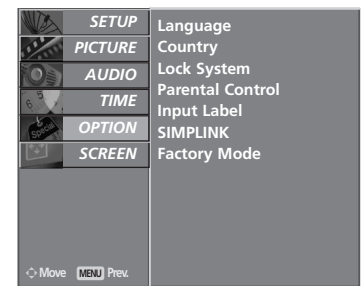 SETUP
PICTURE
AUDIO
TIME
OPTION
SCREEN
Move MENU Prev.
Language
Country
Lock System
Parental Control
Input Label
SIMPLINK
Factory Mode
Special